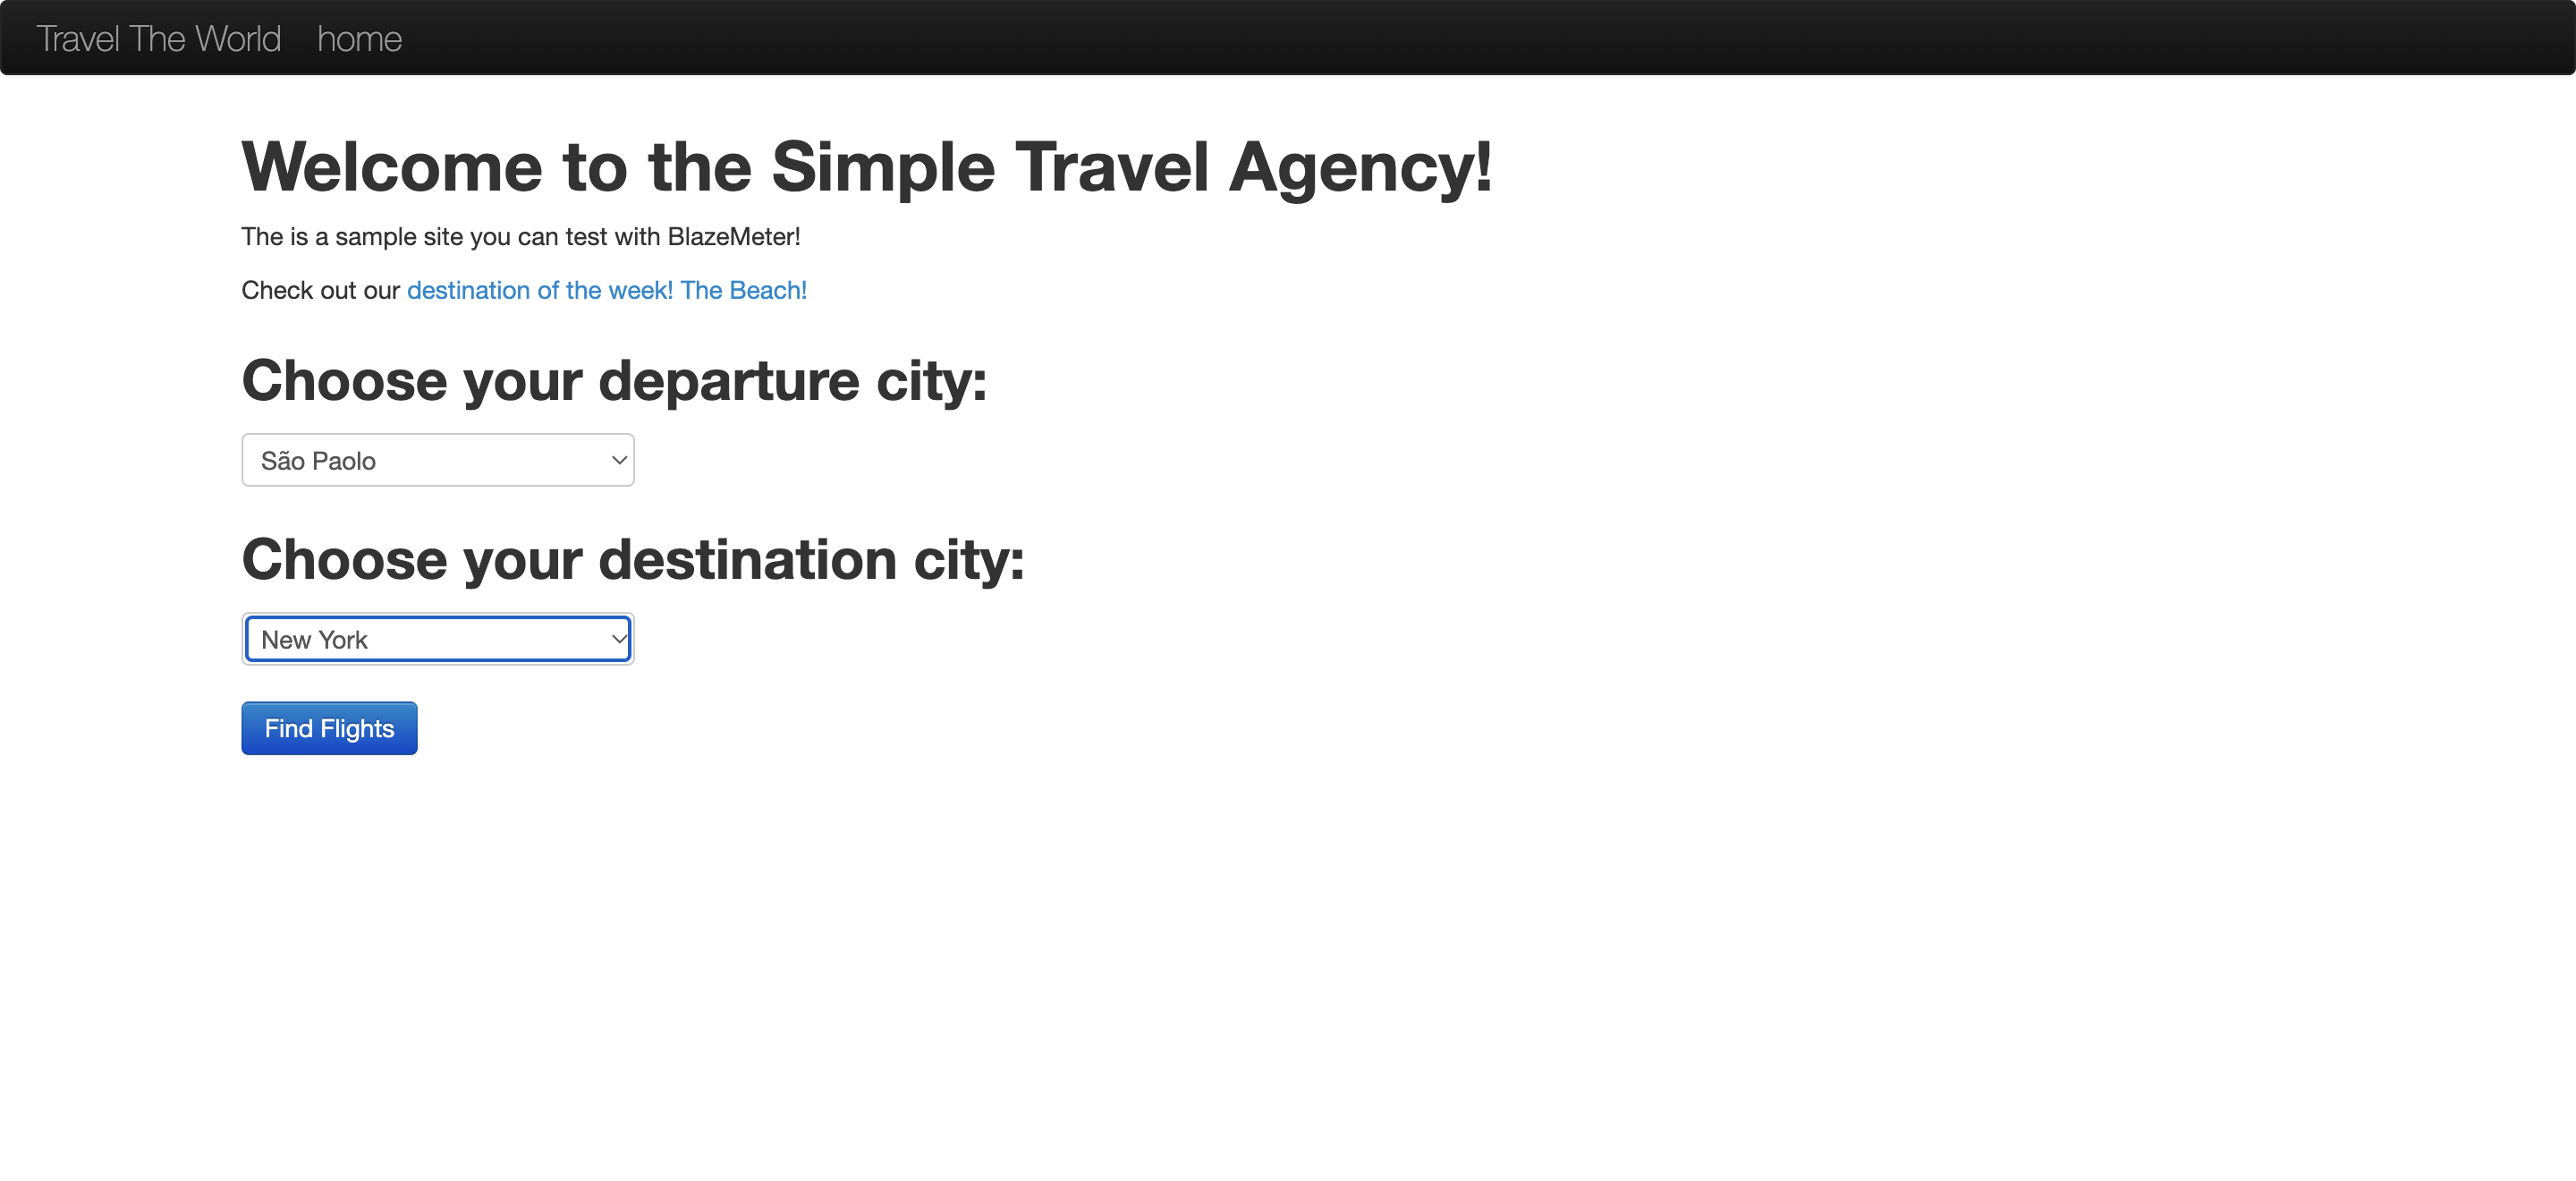 Travel The World home
Welcome to the Simple Travel Agency!
The is a sample site you can test with BlazeMeter!
Check out our destination of the week! The Beach!
Choose your departure city:
São Paolo
Choose your destination city:
New York
Find Flights